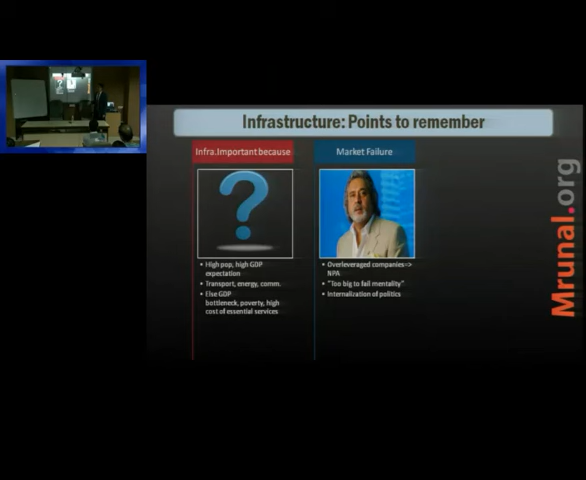 Infrastructure: Points to remember
Infra.Important because
Market Failure
• High pop, high GDP
expectation
• Transport, energy, comm.
• Else GDP
bottleneck, poverty, high
cost of essential services
• Overleveraged companies=>
NPA
• "Too big to fail mentality"
• Internalization of politics
Mrunal.org